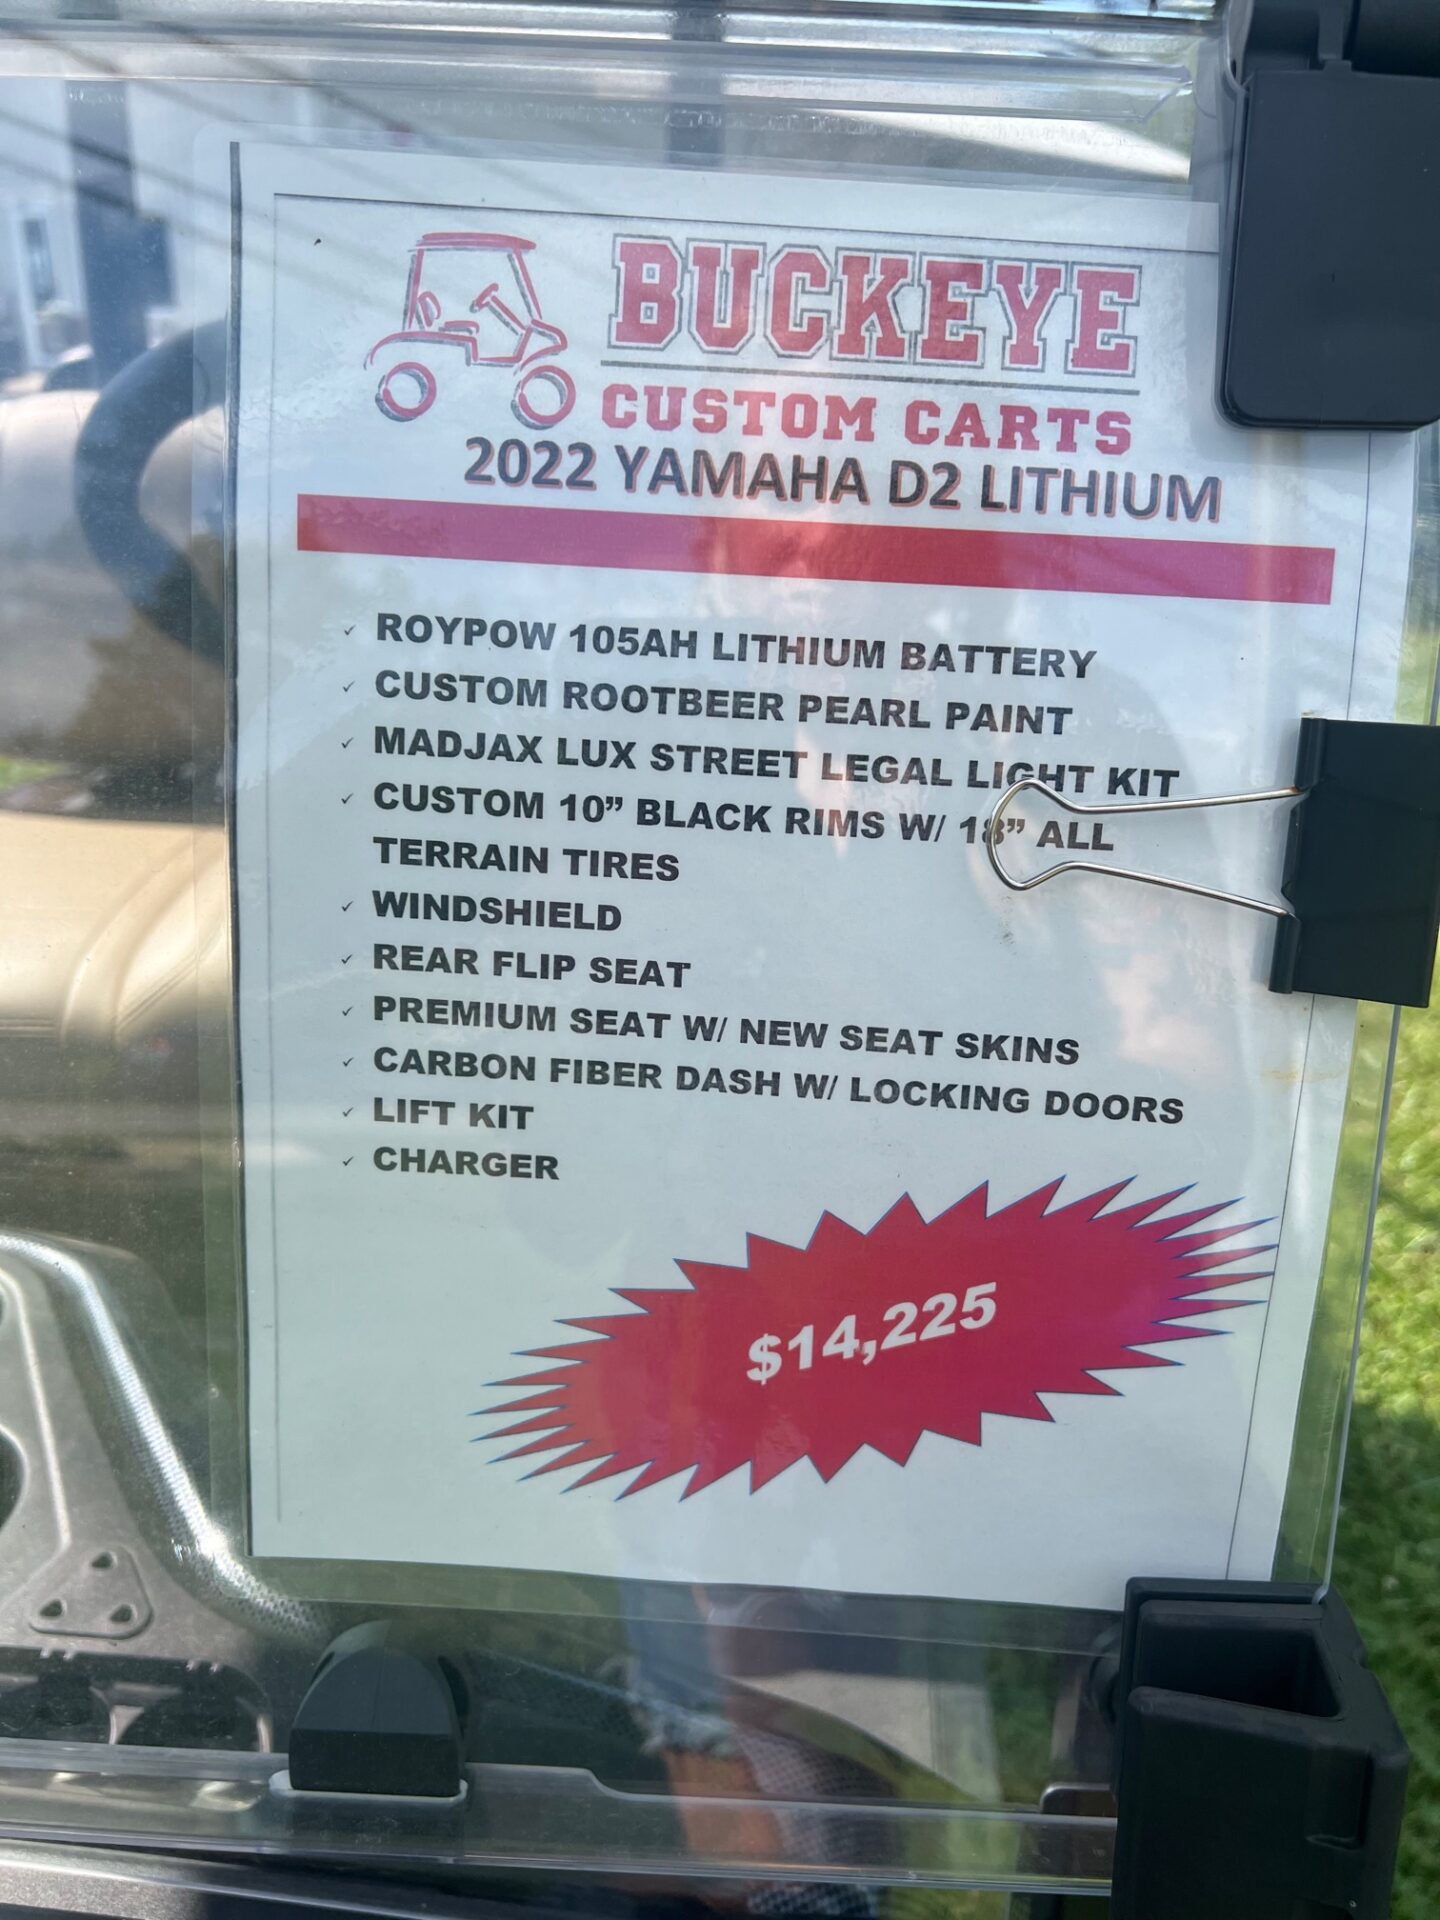 BUCKEYE
CUSTOM CARTS
2022 YAMAHA D2 LITHIUM
✓ ROYPOW 105AH LITHIUM BATTERY
✓ CUSTOM ROOTBEER PEARL PAINT
✓ MADJAX LUX STREET LEGAL LIGHT KIT
✓ CUSTOM 10” BLACK RIMS W/ 18” ALL
TERRAIN TIRES
✓ WINDSHIELD
✓ REAR FLIP SEAT
✓ PREMIUM SEAT W/ NEW SEAT SKINS
✓ CARBON FIBER DASH W/ LOCKING DOORS
✓ LIFT KIT
✓ CHARGER
$14,225